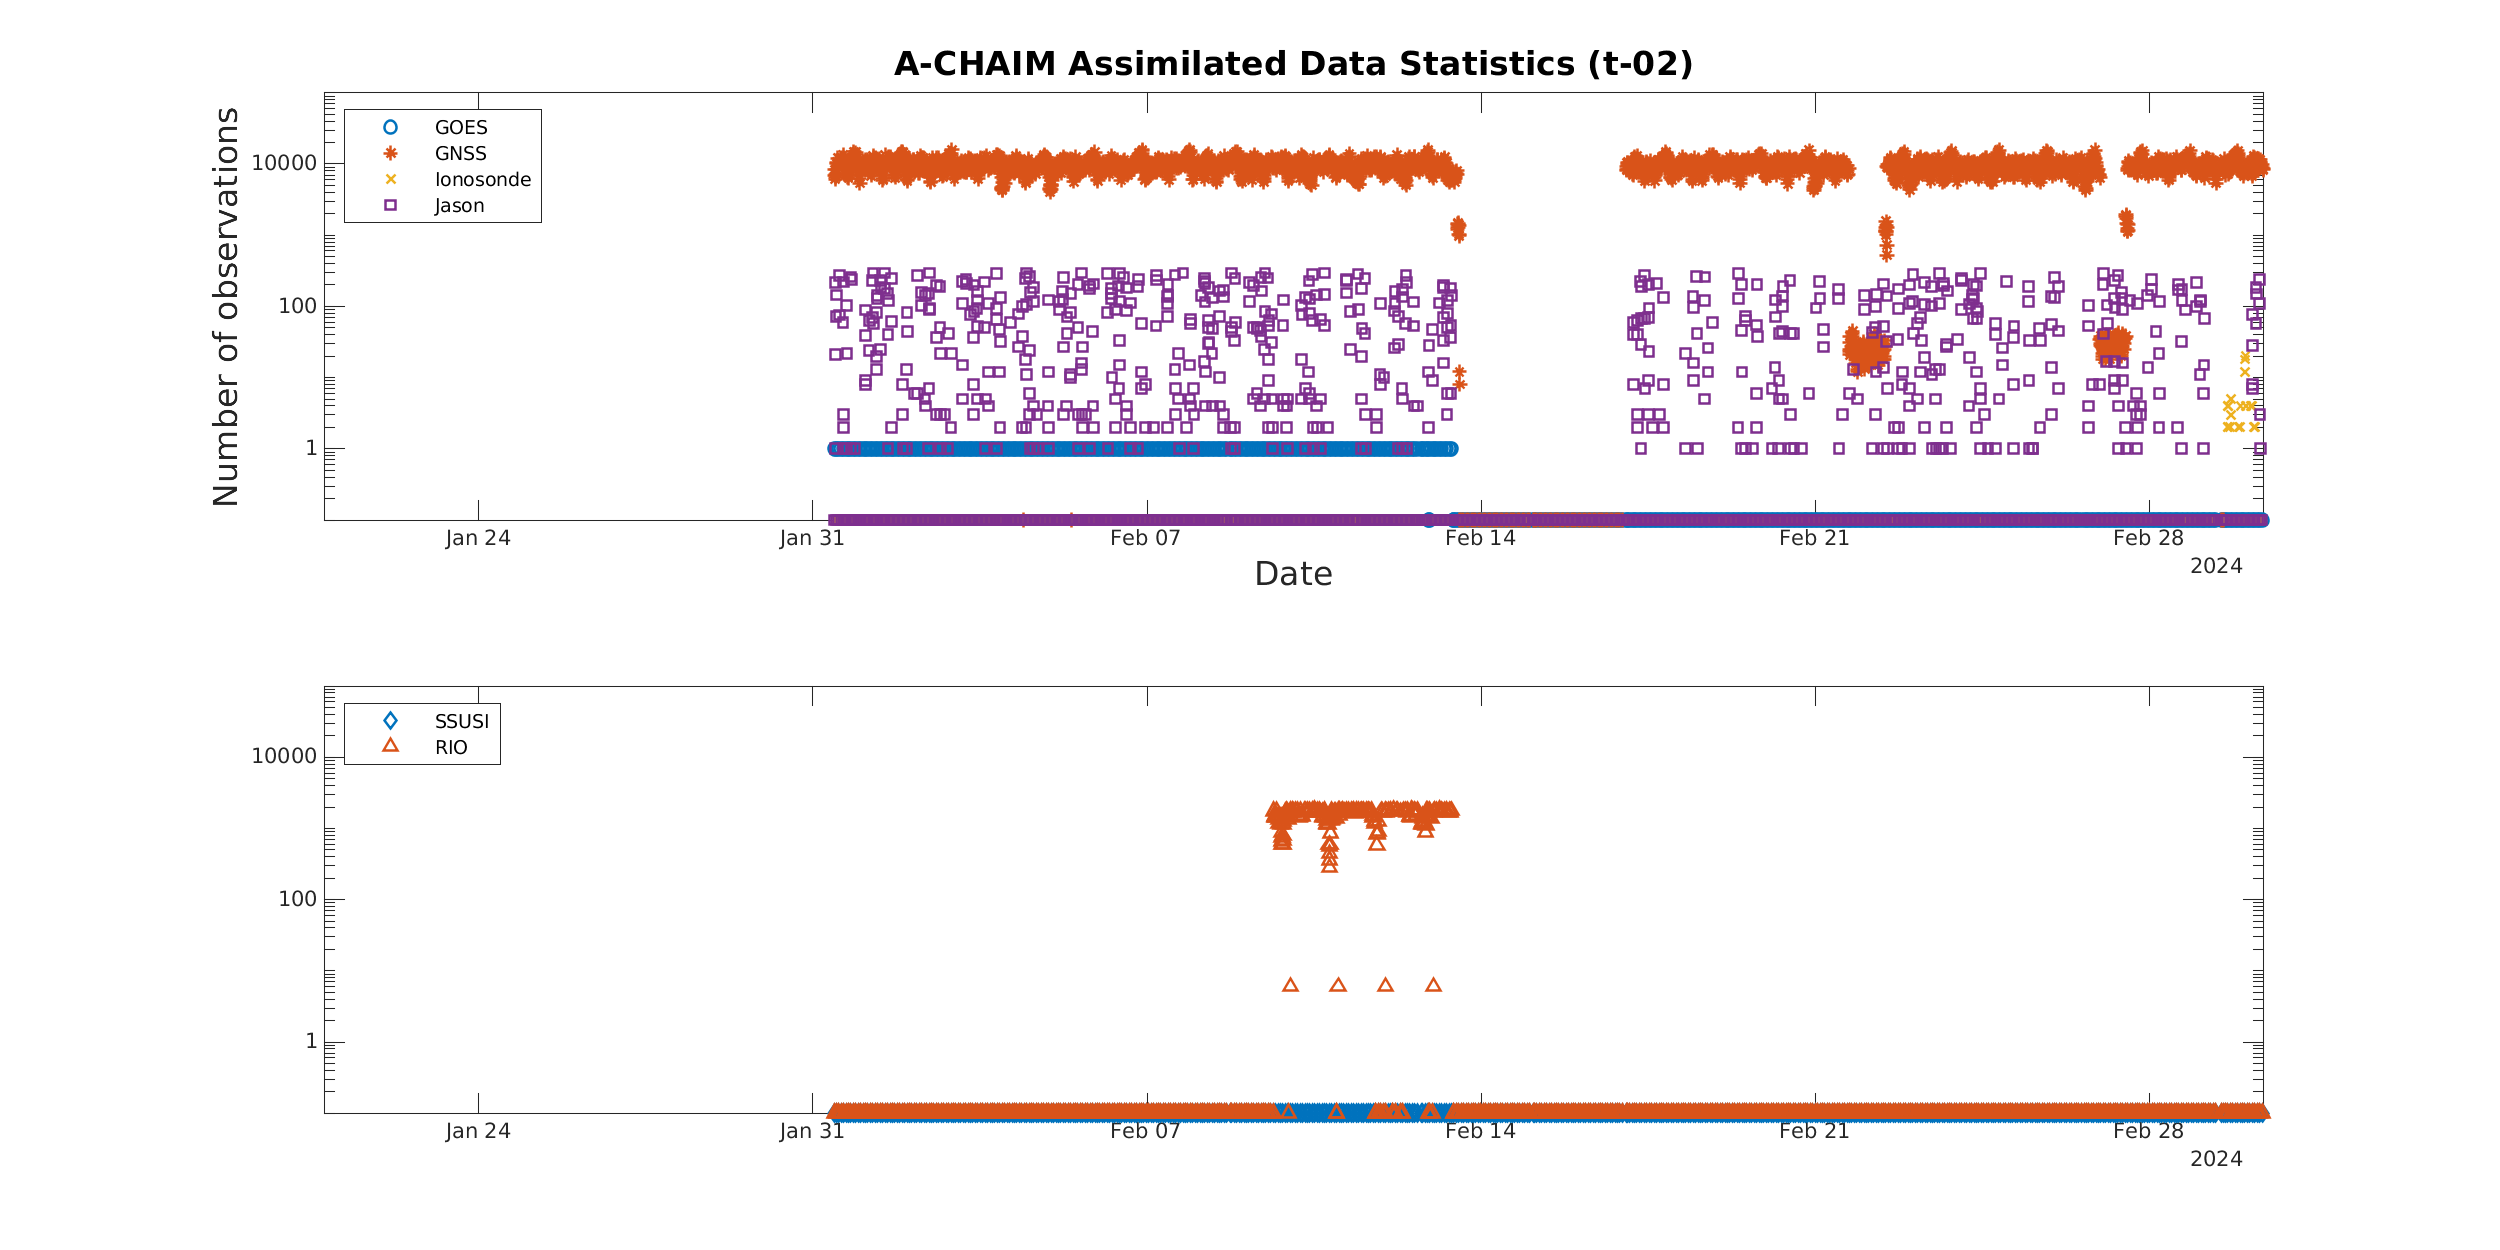 A-CHAIM Assimilated Data Statistics (t-02)
Number of observations
10000
100
1
GOES
GNSS
Ionosonde
Jason
Jan 24
Jan 31
Feb 07
Feb 14
Feb 21
Feb 28
2024
Date
10000
100
1
SSUSI
RIO
Jan 24
Jan 31
Feb 07
Feb 14
Feb 21
Feb 28
2024